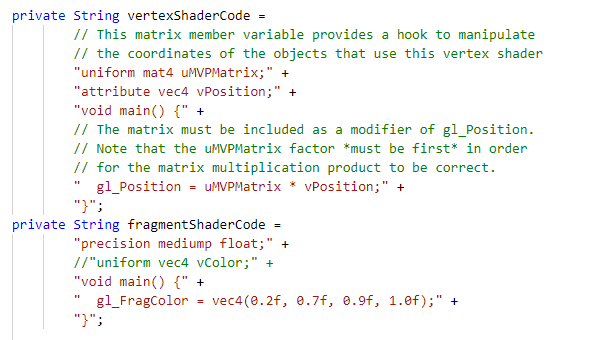 private String vertexShaderCode =
        // This matrix member variable provides a hook to manipulate
        // the coordinates of the objects that use this vertex shader
        "uniform mat4 uMVPMatrix;" +
        "attribute vec4 vPosition;" +
        "void main() {" +
        // The matrix must be included as a modifier of gl_Position.
        // Note that the uMVPMatrix factor *must be first* in order
        // for the matrix multiplication product to be correct.
        "  gl_Position = uMVPMatrix * vPosition;" +
        "}";
private String fragmentShaderCode =
        "precision mediump float;" +
        //"uniform vec4 vColor;" +
        "void main() {" +
        "  gl_FragColor = vec4(0.2f, 0.7f, 0.9f, 1.0f);" +
        "}";